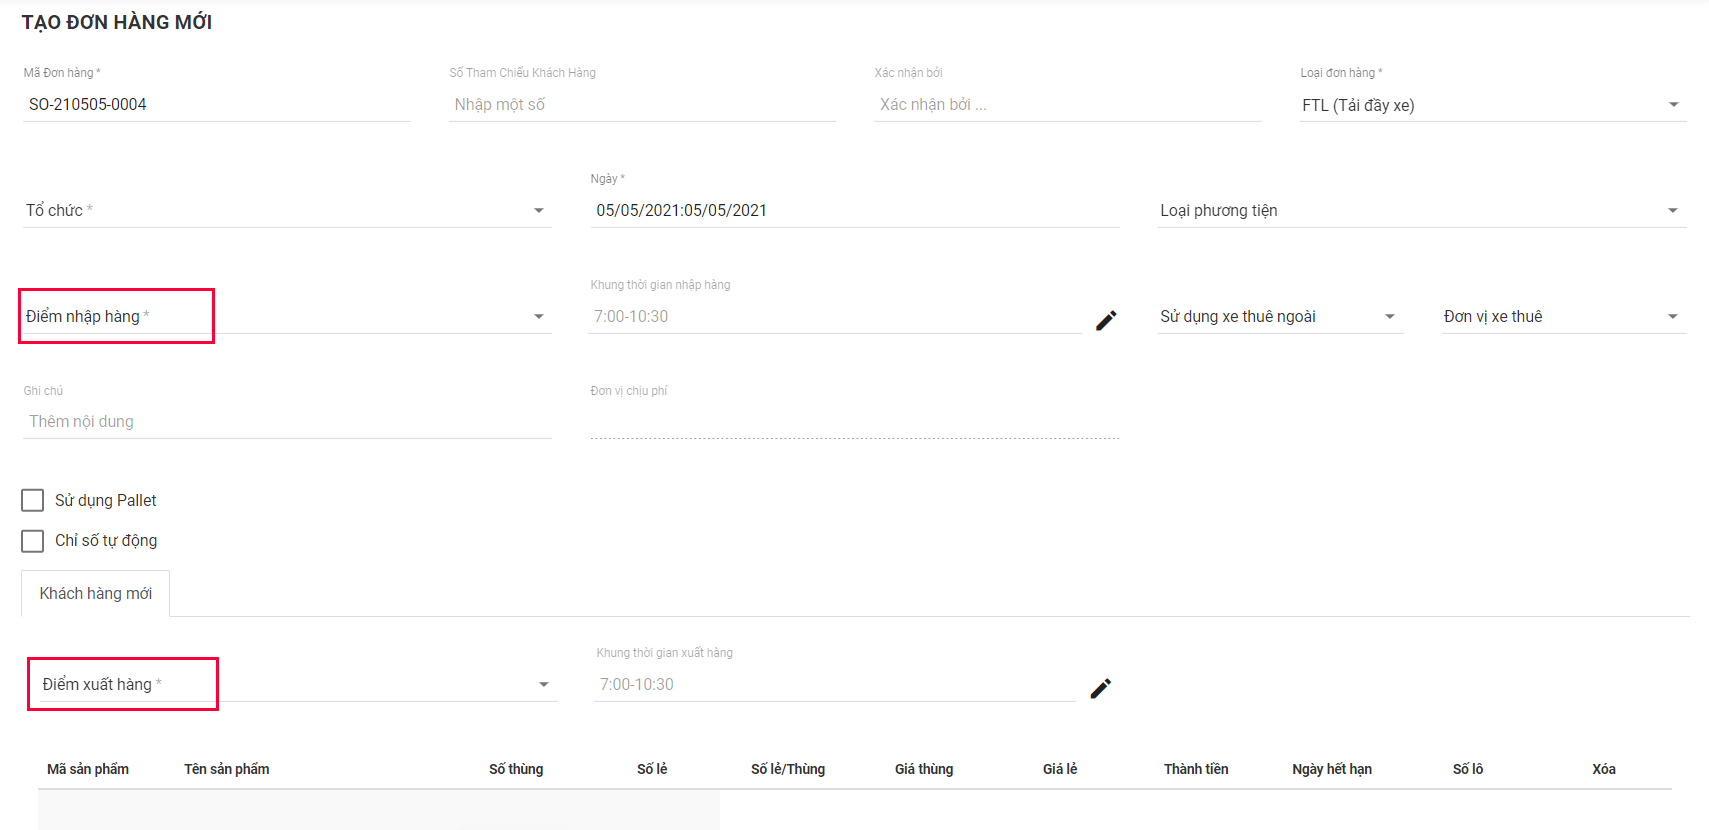 TẠO ĐƠN HÀNG MỚI
Mã Đơn hàng *
Số Tham Chiếu Khách Hàng
Xác nhận bởi
Loại đơn hàng *
SO-210505-0004
Nhập một số
Xác nhận bởi ...
FTL (Tải đầy xe)
Ngày *
Tổ chức *
05/05/2021:05/05/2021
Loại phương tiện
Khung thời gian nhập hàng
Điểm nhập hàng *
7:00-10:30
Sử dụng xe thuê ngoài
Đơn vị xe thuê
Ghi chú
Đơn vị chịu phí
Thêm nội dung
Sử dụng Pallet
Chỉ số tự động
Khách hàng mới
Khung thời gian xuất hàng
Điểm xuất hàng *
7:00-10:30
Mã sản phẩm
Tên sản phẩm
Số thùng
Số lẻ
Số lẻ/Thùng
Giá thùng
Giá lẻ
Thành tiền
Ngày hết hạn
Số lô
Xóa